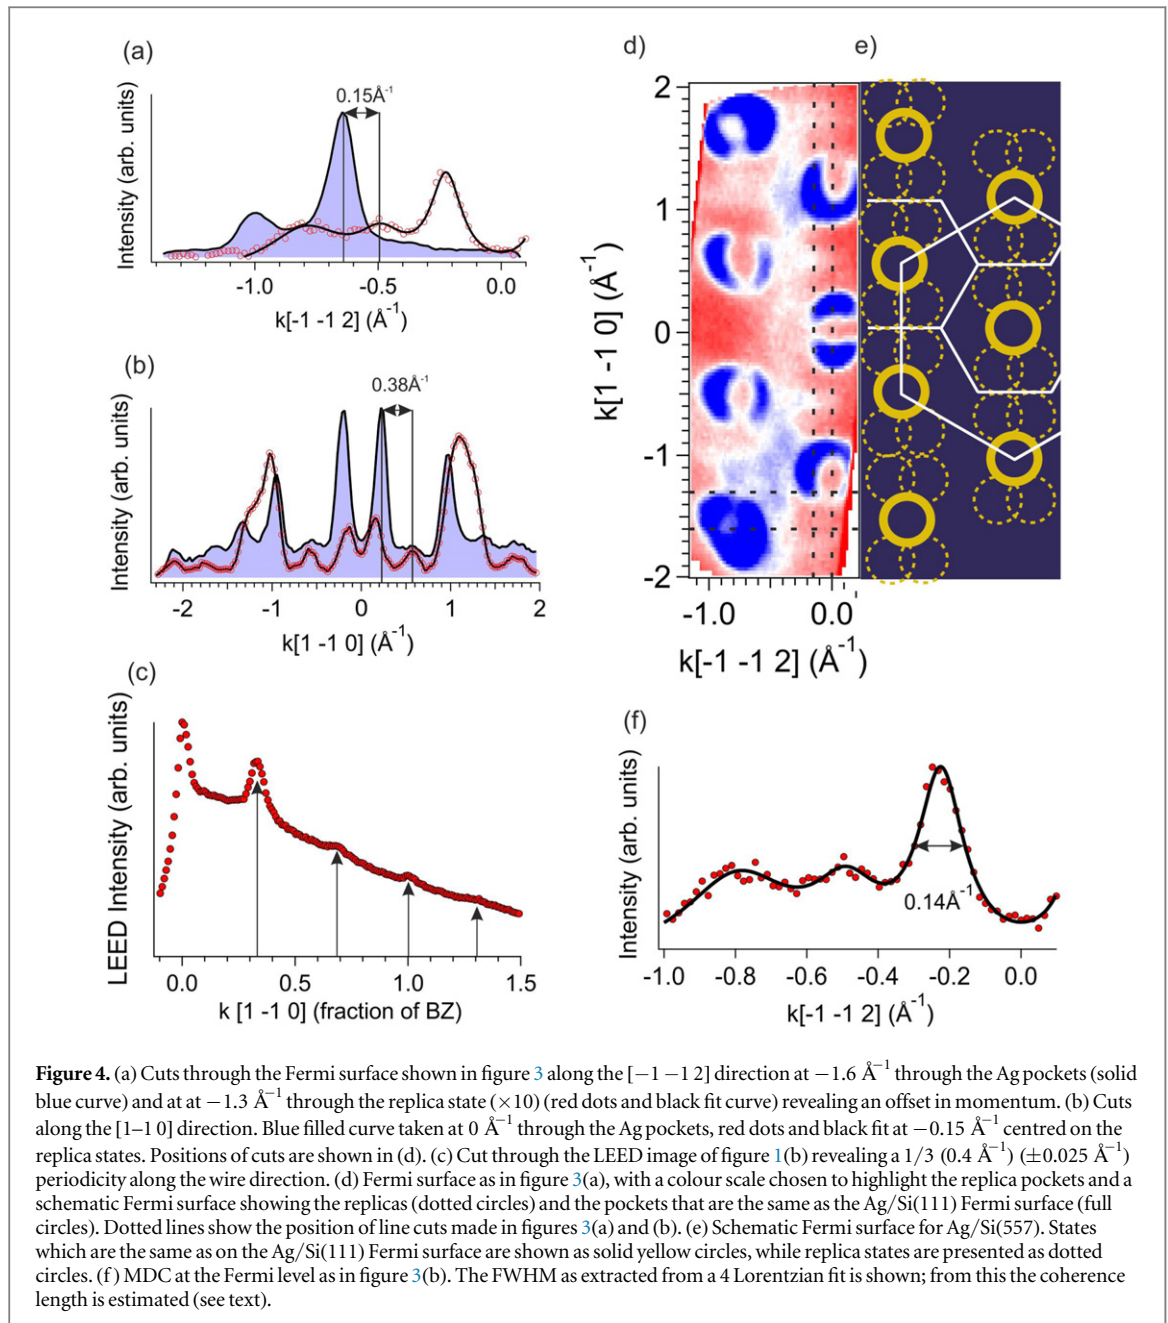 (a)
Intensity (arb. units)
0.15Å-1
-1.0
-0.5
0.0
k[-1 -1 2] (Å-1)
(b)
Intensity (arb. units)
0.38Å-1
-2
-1
0
1
2
k[1 -1 0] (Å-1)
(c)
LEED Intensity (arb. units)
0.0
0.5
1.0
1.5
k [1 -1 0] (fraction of BZ)
d)
k[1 -1 0] (Å-1)
2
1
0
-1
-2
-1.0
0.0
k[-1 -1 2] (Å-1)
e)
(f)
Intensity (arb. units)
0.14Å-1
-1.0
-0.8
-0.6
-0.4
-0.2
0.0
k[-1 -1 2] (Å-1)
Figure 4. (a) Cuts through the Fermi surface shown in figure 3 along the [−1 −1 2] direction at −1.6 Å−1 through the Ag pockets (solid
blue curve) and at at −1.3 Å−1 through the replica state (×10) (red dots and black fit curve) revealing an offset in momentum. (b) Cuts
along the [1–1 0] direction. Blue filled curve taken at 0 Å−1 through the Ag pockets, red dots and black fit at −0.15 Å−1 centred on the
replica states. Positions of cuts are shown in (d). (c) Cut through the LEED image of figure 1(b) revealing a 1/3 (0.4 Å−1) (±0.025 Å−1)
periodicity along the wire direction. (d) Fermi surface as in figure 3(a), with a colour scale chosen to highlight the replica pockets and a
schematic Fermi surface showing the replicas (dotted circles) and the pockets that are the same as the Ag/Si(111) Fermi surface (full
circles). Dotted lines show the position of line cuts made in figures 3(a) and (b). (e) Schematic Fermi surface for Ag/Si(557). States
which are the same as on the Ag/Si(111) Fermi surface are shown as solid yellow circles, while replica states are presented as dotted
circles. (f) MDC at the Fermi level as in figure 3(b). The FWHM as extracted from a 4 Lorentzian fit is shown; from this the coherence
length is estimated (see text).